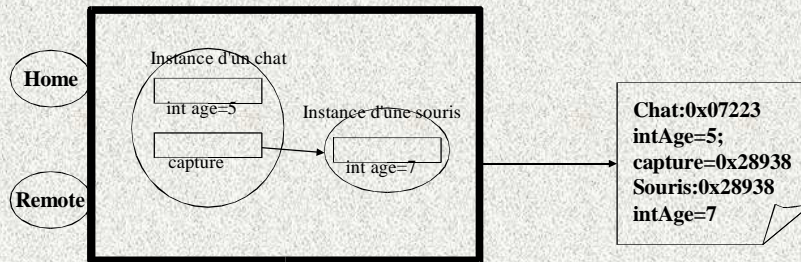 Home
Remote
Instance d'un chat
int age=5
capture
Instance d'une souris
int age=7
Chat:0x07223
intAge=5;
capture=0x28938
Souris:0x28938
intAge=7